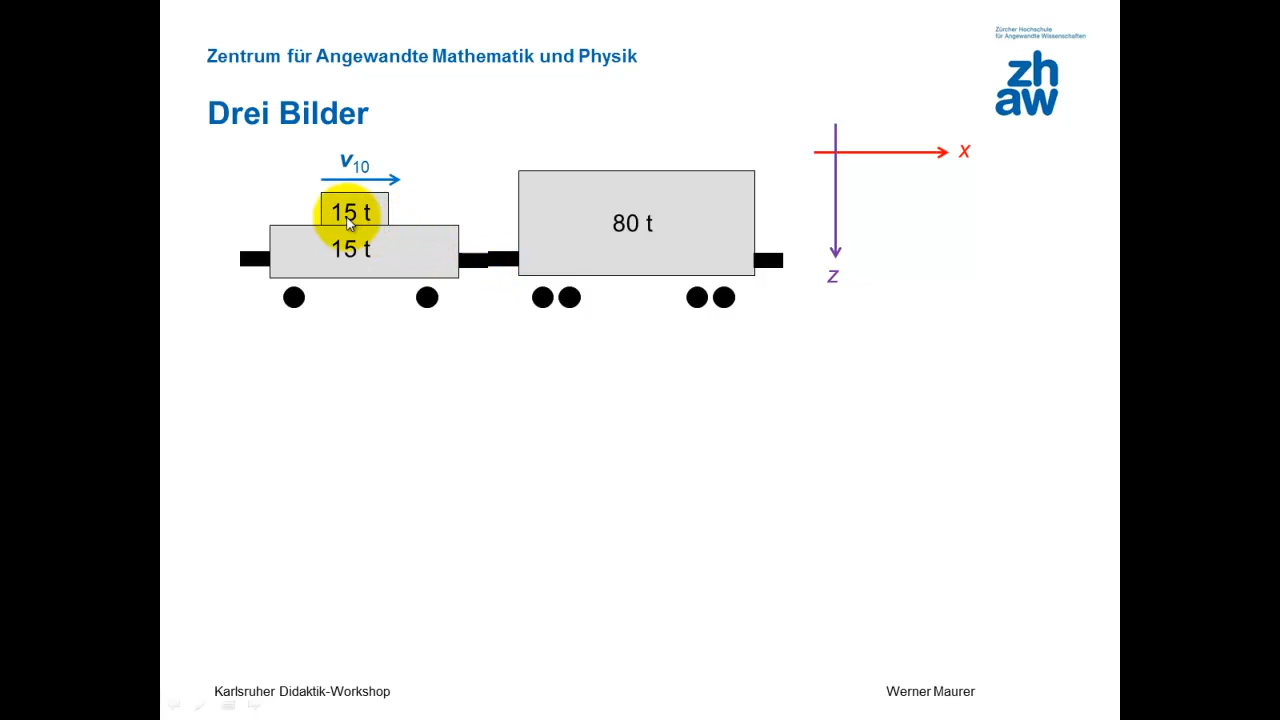 Zürcher Hochschule
für Angewandte Wissenschaften
Zentrum für Angewandte Mathematik und Physik
zh
aw
Drei Bilder
v10
x
15 t
80 t
15 t
z
Karlsruher Didaktik-Workshop
Werner Maurer